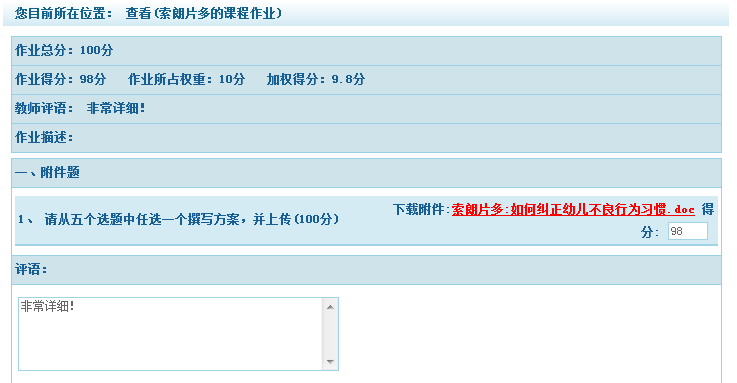 您目前所在位置： 查看(索朗片多的课程作业)
作业总分：100分
作业得分：98分 作业所占权重：10分 加权得分：9.8分
教师评语： 非常详细！
作业描述：
一、附件题
1、 请从五个选题中任选一个撰写方案，并上传(100分)
下载附件:索朗片多:如何纠正幼儿不良行为习惯.doc 得
分： 98
评语：
非常详细！